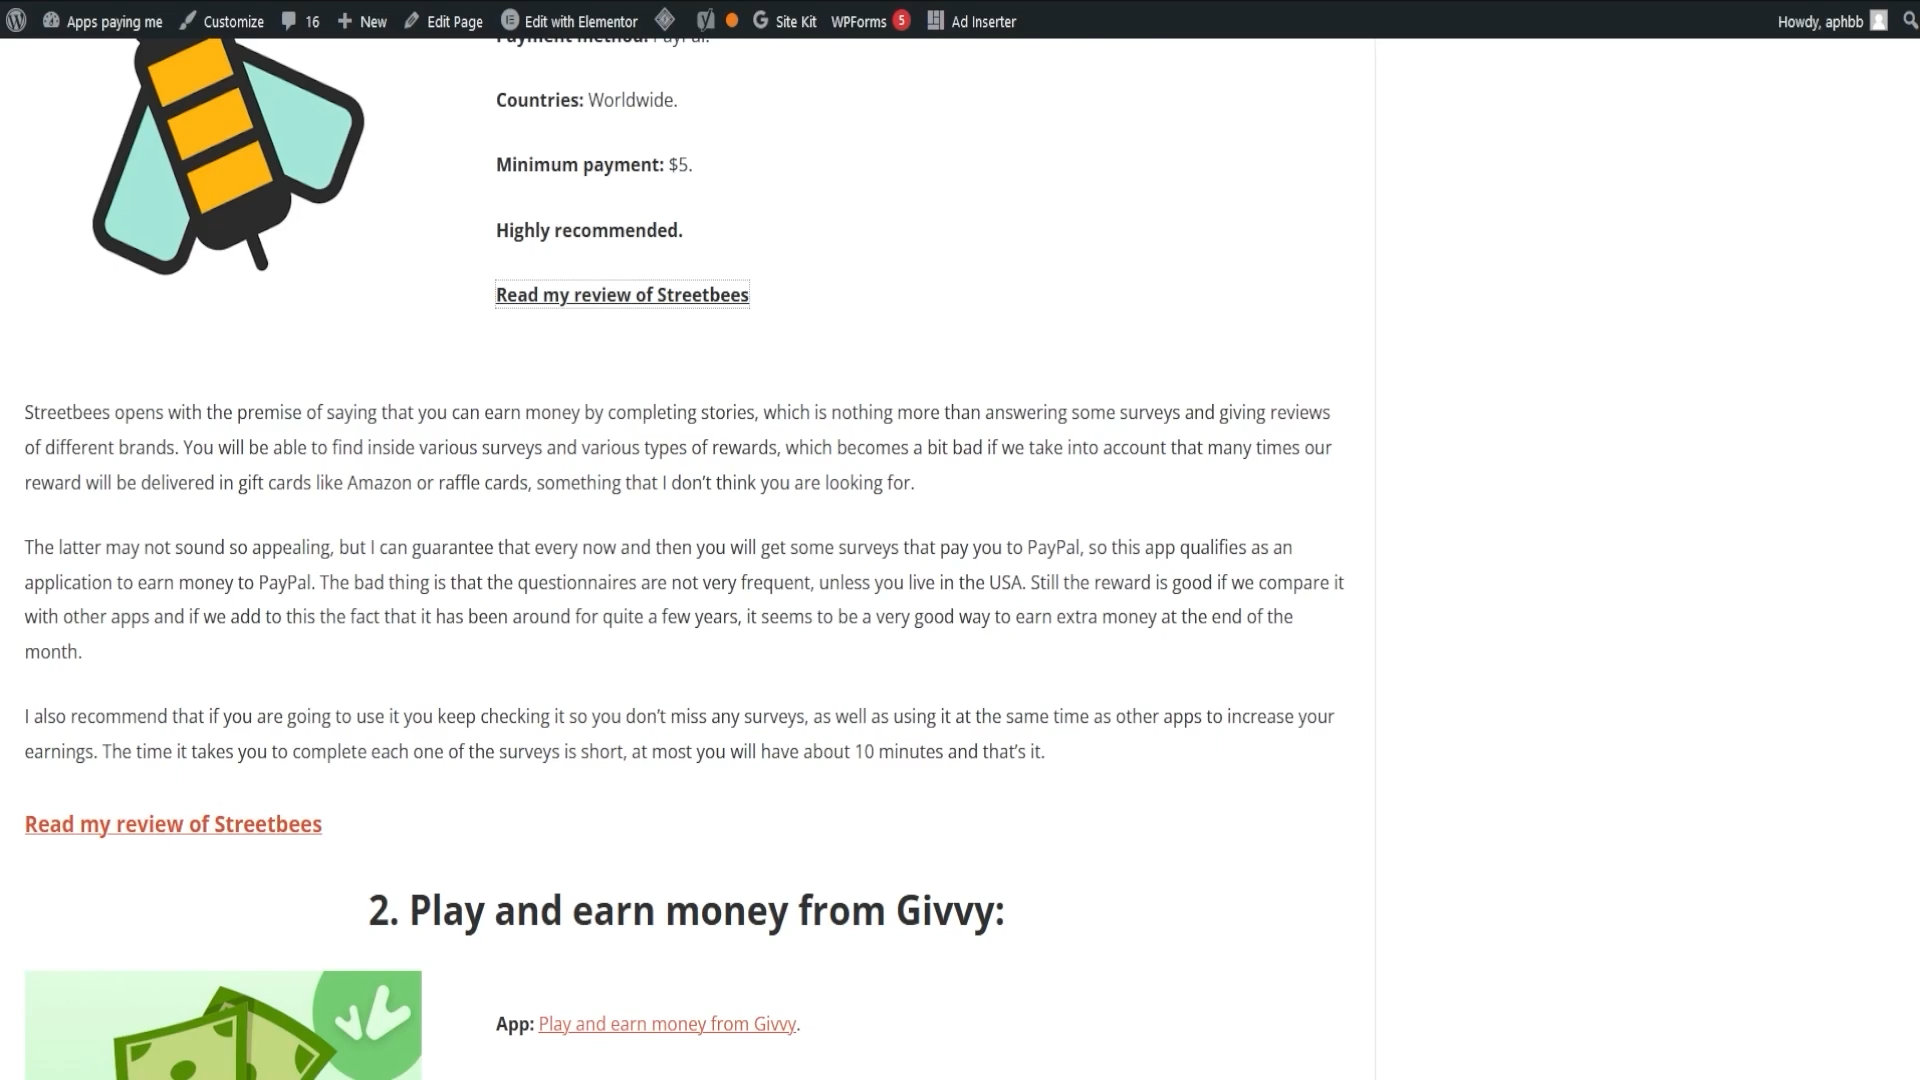 Apps paying me Customize 16 New Edit Page Edit with Elementor Site Kit WPForms 5 Ad Inserter Howdy, aphbb
Payment method: PayPal.
Countries: Worldwide.
Minimum payment: $5.
Highly recommended.
Read my review of Streetbees
Streetbees opens with the premise of saying that you can earn money by completing stories, which is nothing more than answering some surveys and giving reviews
of different brands. You will be able to find inside various surveys and various types of rewards, which becomes a bit bad if we take into account that many times our
reward will be delivered in gift cards like Amazon or raffle cards, something that I don’t think you are looking for.
The latter may not sound so appealing, but I can guarantee that every now and then you will get some surveys that pay you to PayPal, so this app qualifies as an
application to earn money to PayPal. The bad thing is that the questionnaires are not very frequent, unless you live in the USA. Still the reward is good if we compare it
with other apps and if we add to this the fact that it has been around for quite a few years, it seems to be a very good way to earn extra money at the end of the
month.
I also recommend that if you are going to use it you keep checking it so you don’t miss any surveys, as well as using it at the same time as other apps to increase your
earnings. The time it takes you to complete each one of the surveys is short, at most you will have about 10 minutes and that’s it.
Read my review of Streetbees
2. Play and earn money from Givvy:
App: Play and earn money from Givvy.